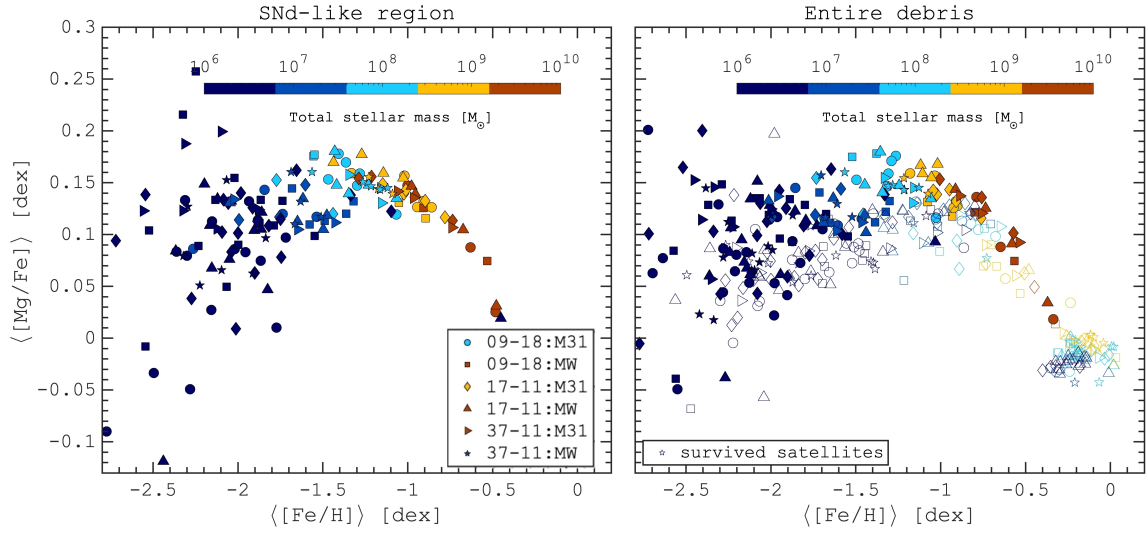 SNd-like region
Entire debris
0.3
0.25
0.2
0.15
0.1
0.05
0
-0.05
-0.1
⟨[Mg/Fe]⟩ [dex]
10^6 10^7 10^8 10^9 10^10
Total stellar mass [M⊙]
10^6 10^7 10^8 10^9 10^10
Total stellar mass [M⊙]
09-18:M31
09-18:MW
17-11:M31
17-11:MW
37-11:M31
37-11:MW
survived satellites
-2.5 -2 -1.5 -1 -0.5 0
-2.5 -2 -1.5 -1 -0.5 0
⟨[Fe/H]⟩ [dex]
⟨[Fe/H]⟩ [dex]